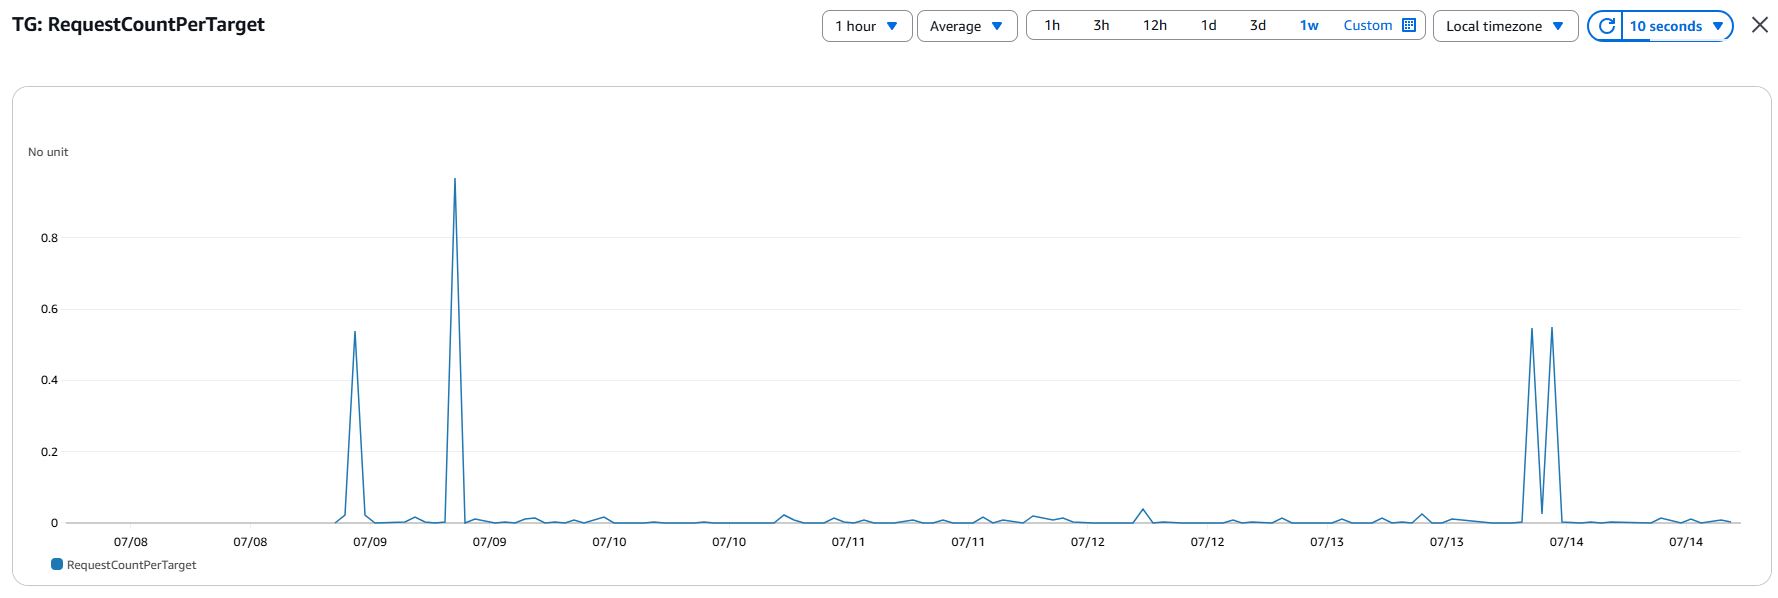 TG: RequestCountPerTarget
1 hour Average 1h 3h 12h 1d 3d 1w Custom Local timezone 10 seconds
No unit
0.8
0.6
0.4
0.2
0
07/08 07/08 07/09 07/09 07/10 07/10 07/11 07/11 07/12 07/12 07/13 07/13 07/14 07/14
RequestCountPerTarget